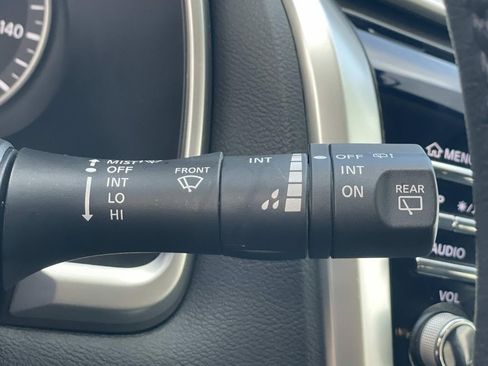 140
MIST
OFF
INT
LO
HI
FRONT
INT
OFF
INT
ON
REAR
MENU
AUDIO
VOL